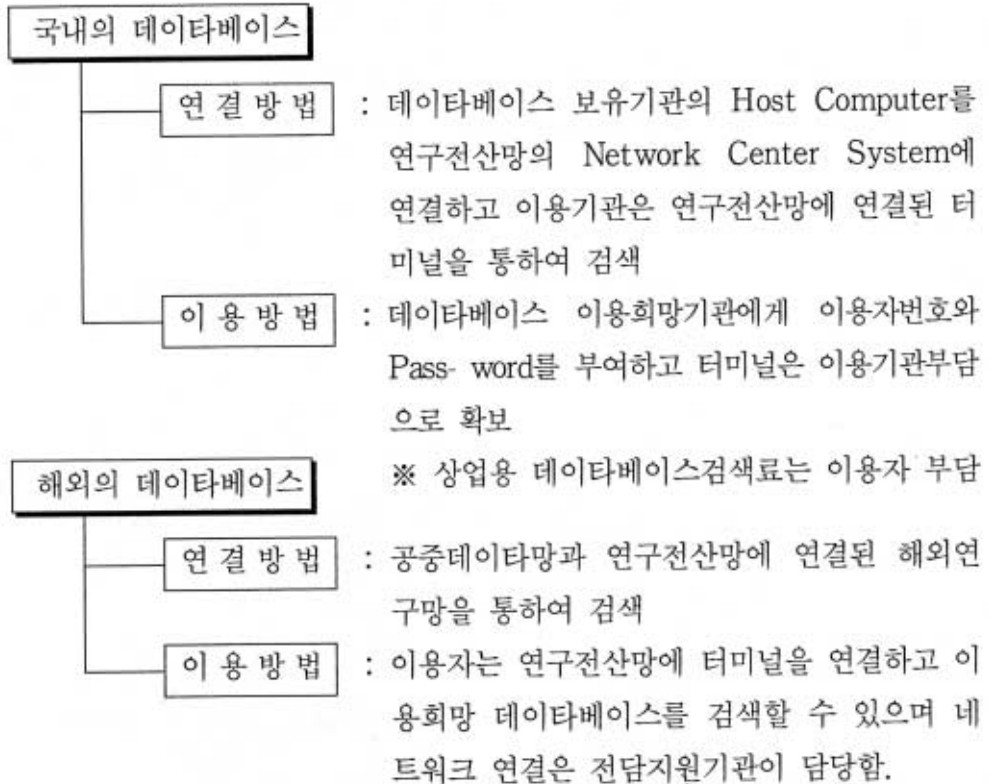 국내의 데이타베이스
연 결 방 법 : 데이타베이스 보유기관의 Host Computer를
연구전산망의 Network Center System에
연결하고 이용기관은 연구전산망에 연결된 터
미널을 통하여 검색
이 용 방 법 : 데이타베이스 이용희망기관에게 이용자번호와
Pass- word를 부여하고 터미널은 이용기관부담
으로 확보
※ 상업용 데이타베이스검색료는 이용자 부담
해외의 데이타베이스
연 결 방 법 : 공중데이타망과 연구전산망에 연결된 해외연
구망을 통하여 검색
이 용 방 법 : 이용자는 연구전산망에 터미널을 연결하고 이
용희망 데이타베이스를 검색할 수 있으며 네
트워크 연결은 전담지원기관이 담당함.